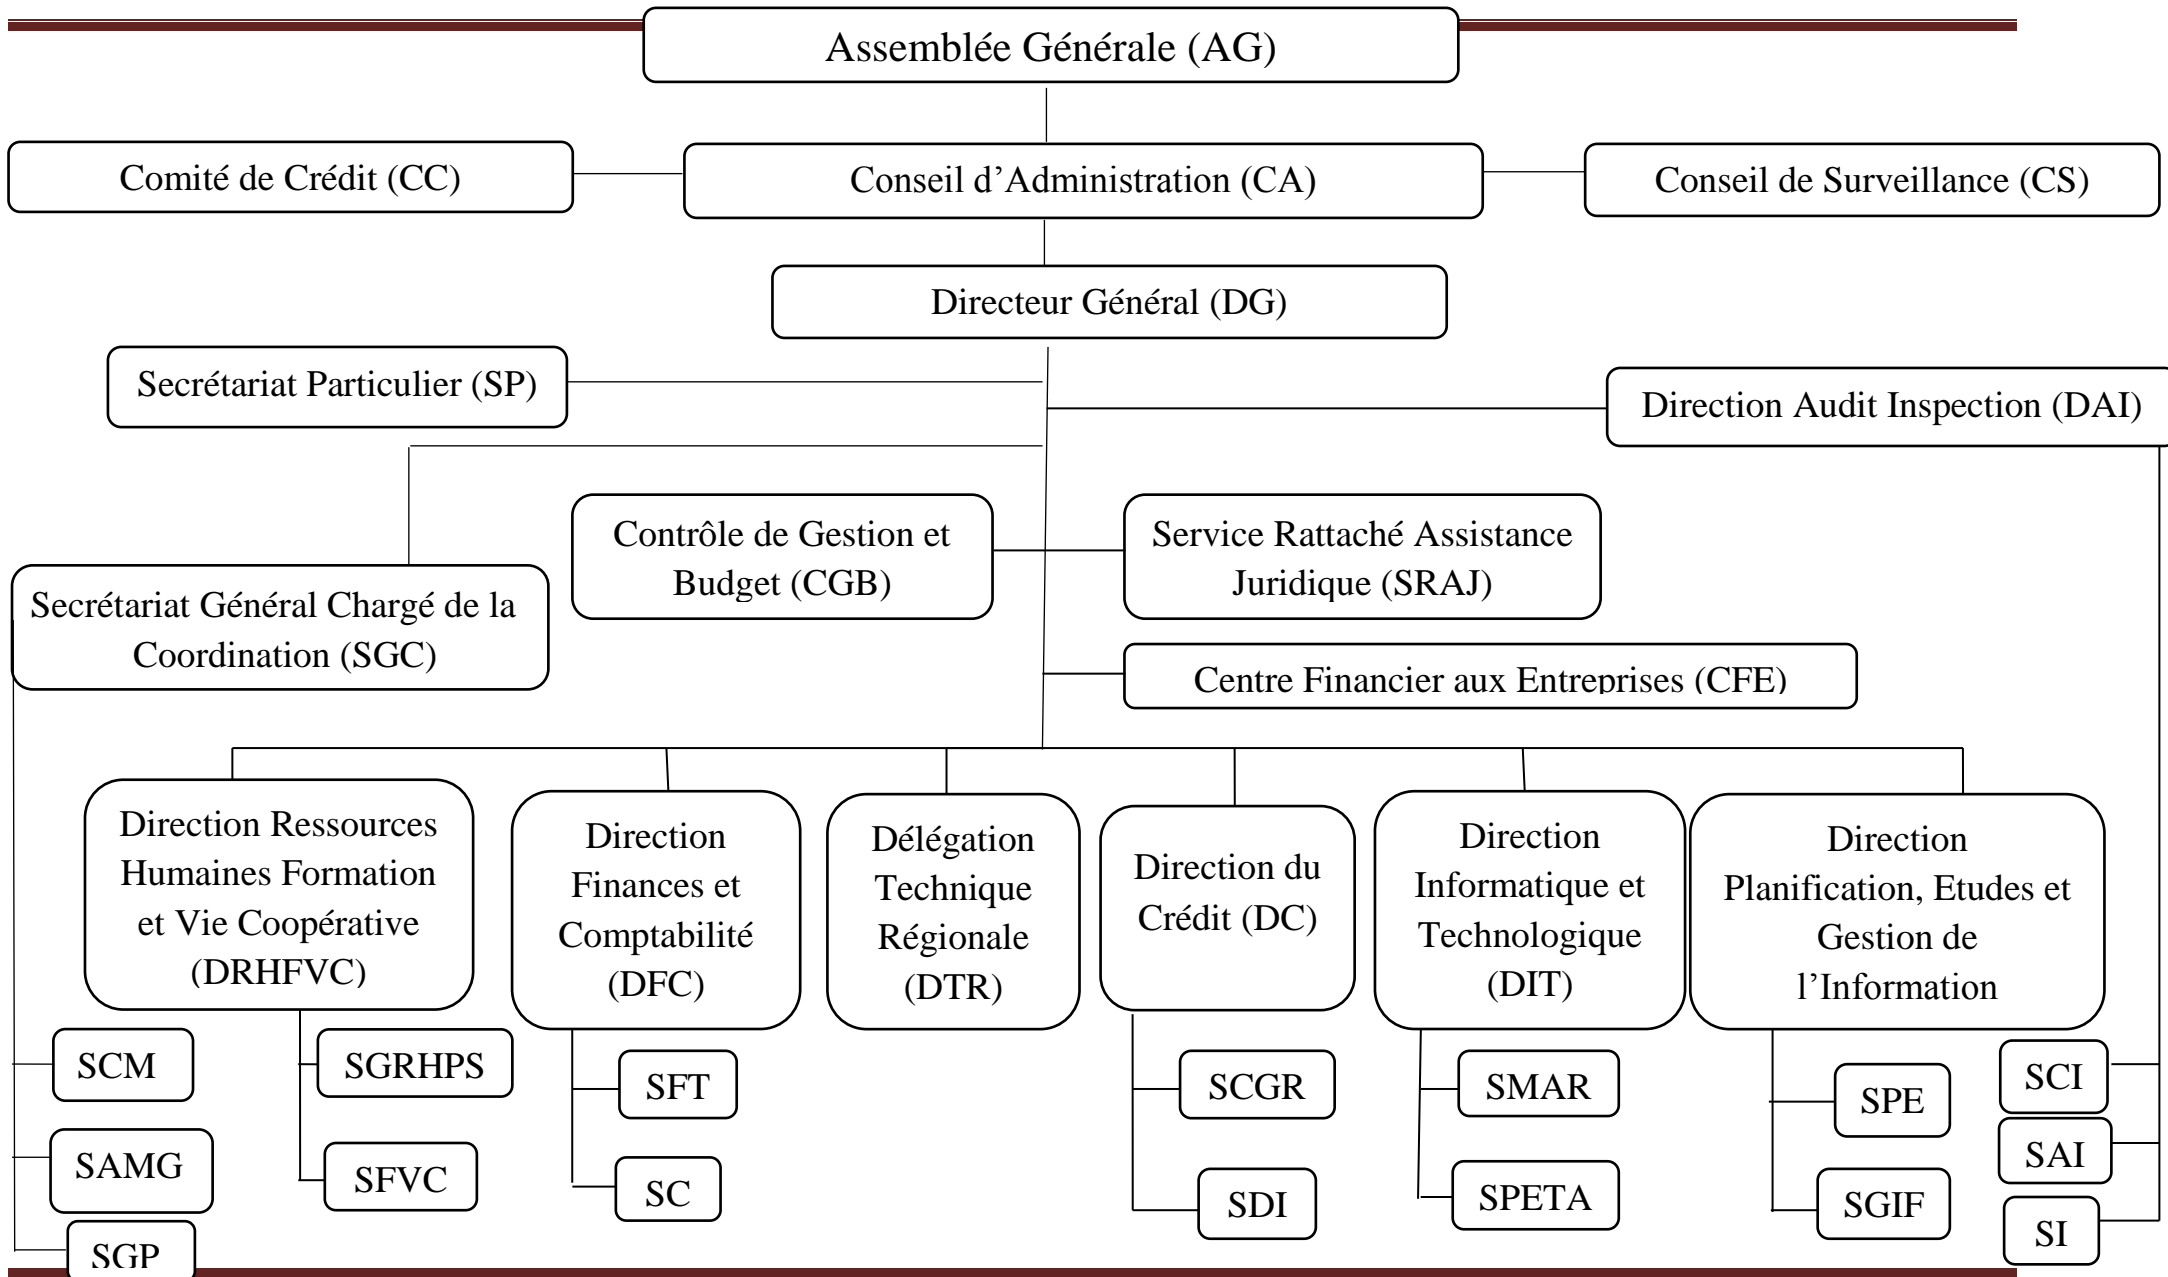 Assemblée Générale (AG)
Comité de Crédit (CC)
Conseil d’Administration (CA)
Conseil de Surveillance (CS)
Directeur Général (DG)
Secrétariat Particulier (SP)
Direction Audit Inspection (DAI)
Contrôle de Gestion et
Budget (CGB)
Service Rattaché Assistance
Juridique (SRAJ)
Secrétariat Général Chargé de la
Coordination (SGC)
Centre Financier aux Entreprises (CFE)
Direction Ressources
Humaines Formation
et Vie Coopérative
(DRHFVC)
Direction
Finances et
Comptabilité
(DFC)
Délégation
Technique
Régionale
(DTR)
Direction du
Crédit (DC)
Direction
Informatique et
Technologique
(DIT)
Direction
Planification, Etudes et
Gestion de
l’Information
SCM
SGRHPS
SFT
SCGR
SMAR
SPE
SCI
SAMG
SFVC
SC
SDI
SPETA
SGIF
SAI
SGP
SI